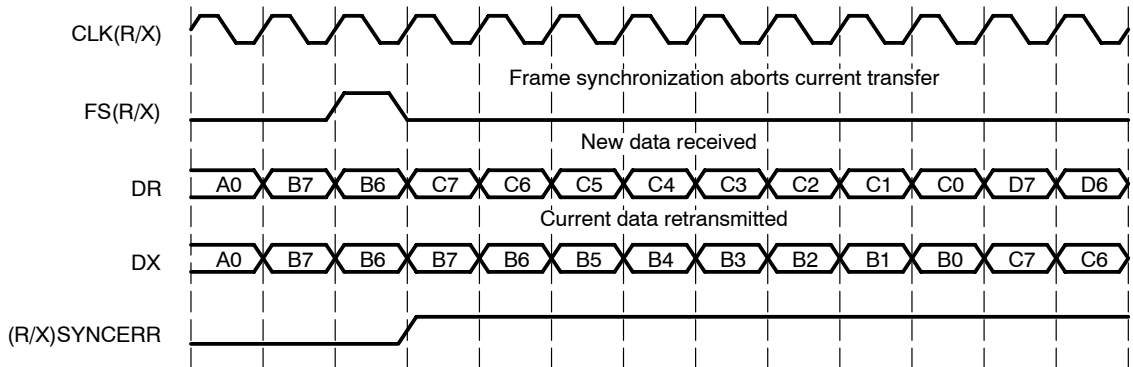 CLK(R/X)
Frame synchronization aborts current transfer
FS(R/X)
New data received
DR A0 B7 B6 C7 C6 C5 C4 C3 C2 C1 C0 D7 D6
Current data retransmitted
DX A0 B7 B6 B7 B6 B5 B4 B3 B2 B1 B0 C7 C6
(R/X)SYNCERR